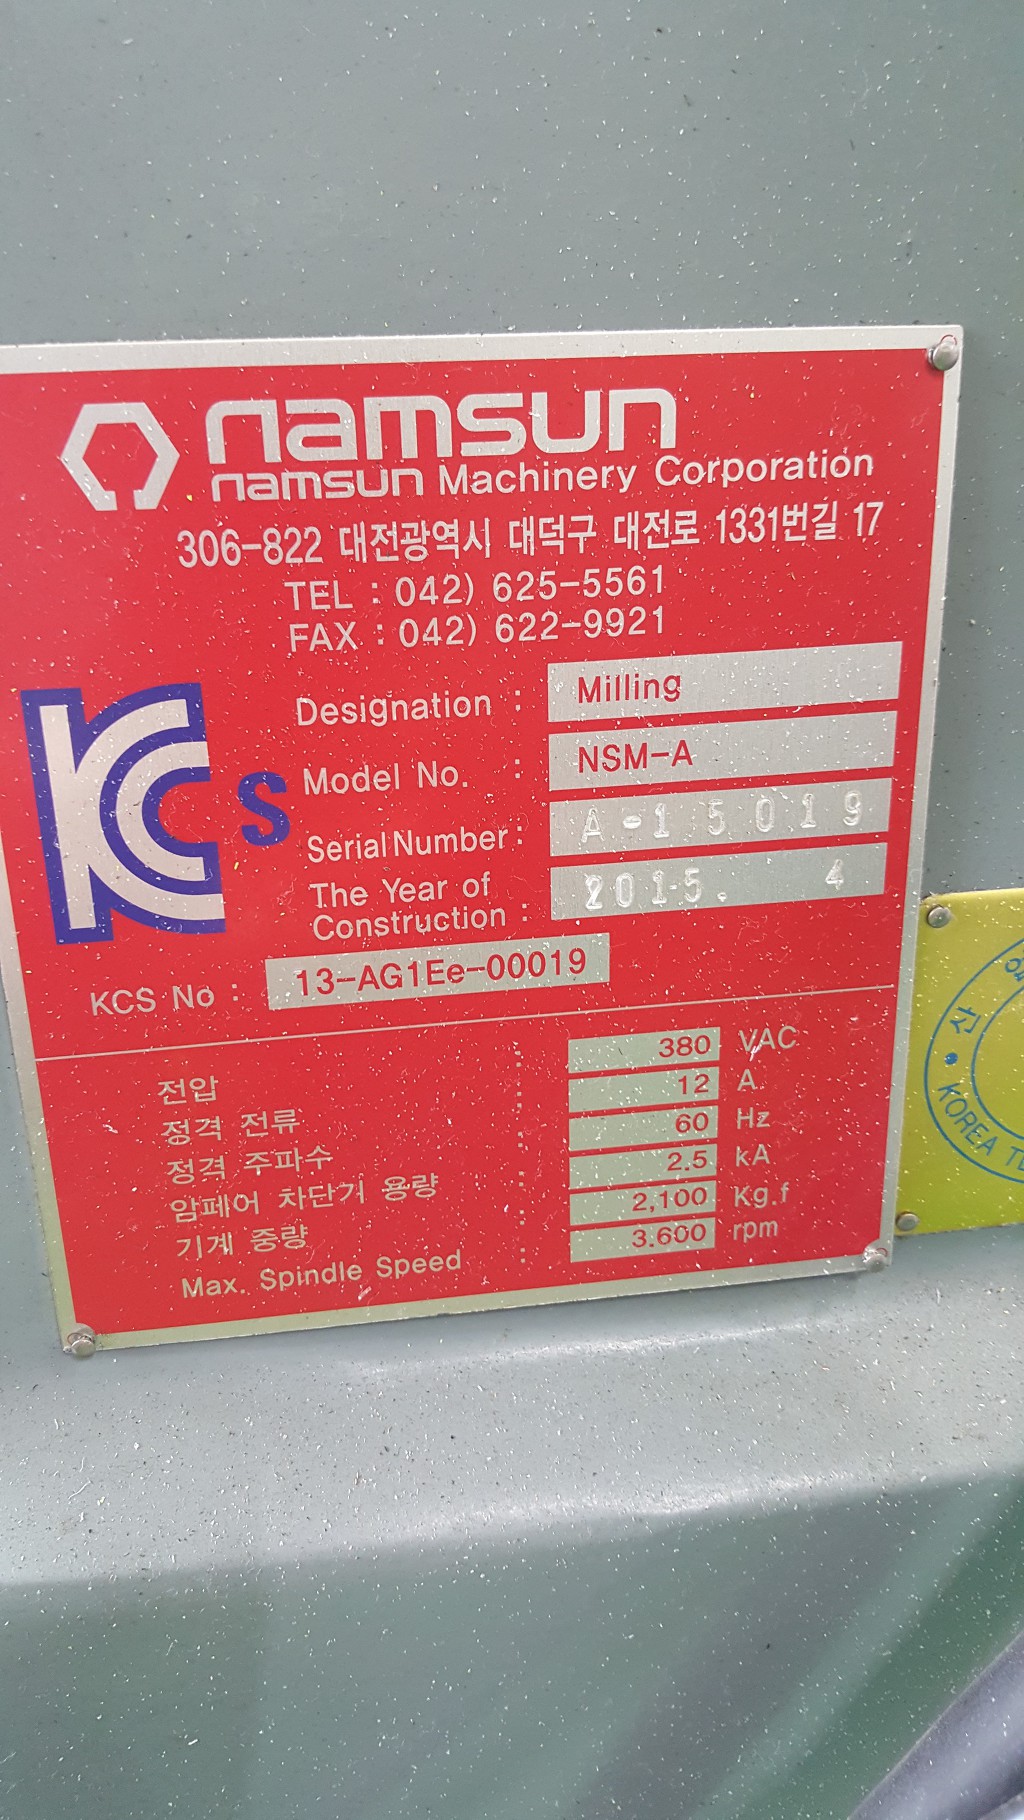 namsun
namsun Machinery Corporation
306-822 대전광역시 대덕구 대전로 1331번길 17
TEL : 042) 625-5561
FAX : 042) 622-9921
KCs
Designation : Milling
Model No. : NSM-A
Serial Number : A-15019
The Year of
Construction : 2015. 4
KCS No : 13-AG1Ee-00019
전압 : 380 VAC
정격 전류 : 12 A
정격 주파수 : 60 Hz
암페어 차단기 용량 : 2.5 kA
기계 중량 : 2,100 Kg.f
Max. Spindle Speed : 3.600 rpm
산
KOREA